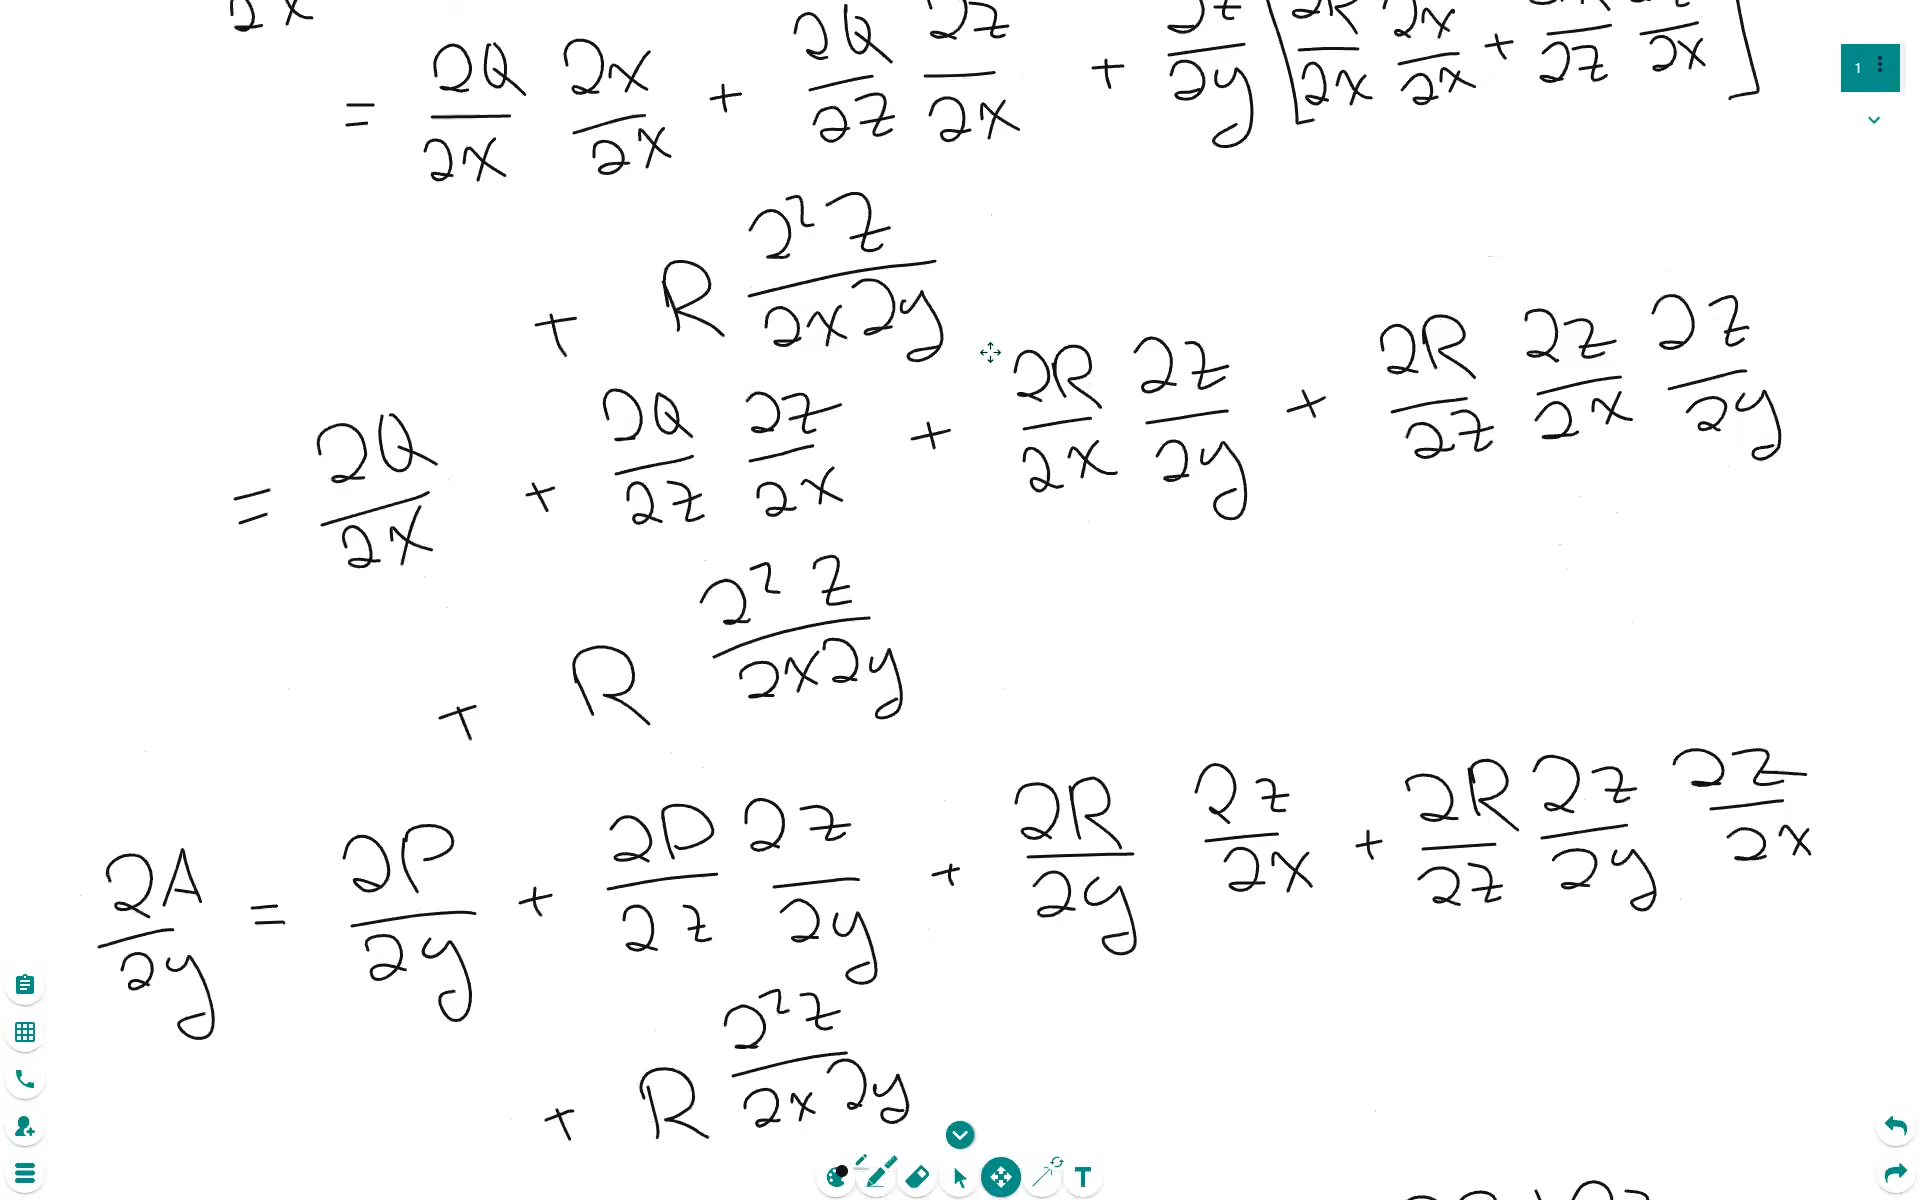 ∂x
= ∂Q/∂x ∂x/∂x + ∂Q/∂z ∂z/∂x + ∂z/∂y [∂R/∂x ∂x/∂x + ∂R/∂z ∂z/∂x]
+ R ∂²z/∂x∂y
= ∂Q/∂x + ∂Q/∂z ∂z/∂x + ∂R/∂x ∂z/∂y + ∂R/∂z ∂z/∂x ∂z/∂y
+ R ∂²z/∂x∂y
∂A/∂y = ∂P/∂y + ∂P/∂z ∂z/∂y + ∂R/∂y ∂z/∂x + ∂R/∂z ∂z/∂y ∂z/∂x
+ R ∂²z/∂x∂y
1
T